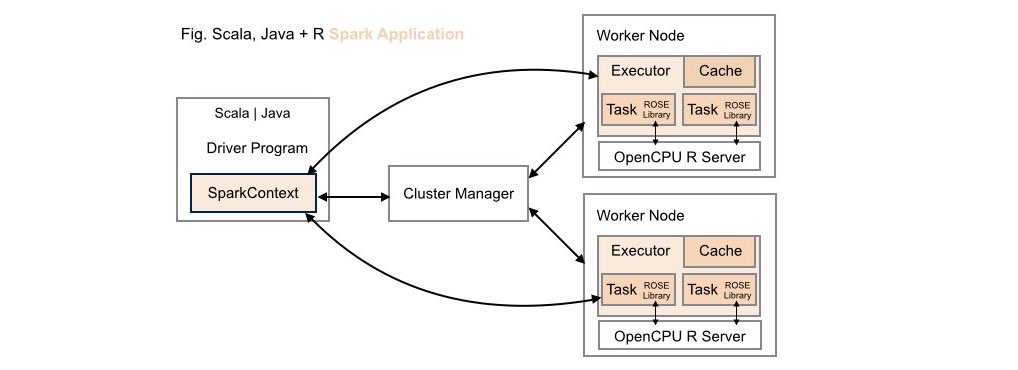 Fig. Scala, Java + R Spark Application
Scala | Java
Driver Program
SparkContext
Cluster Manager
Worker Node
Executor
Cache
Task
ROSE
Library
Task
ROSE
Library
OpenCPU R Server
Worker Node
Executor
Cache
Task
ROSE
Library
Task
ROSE
Library
OpenCPU R Server